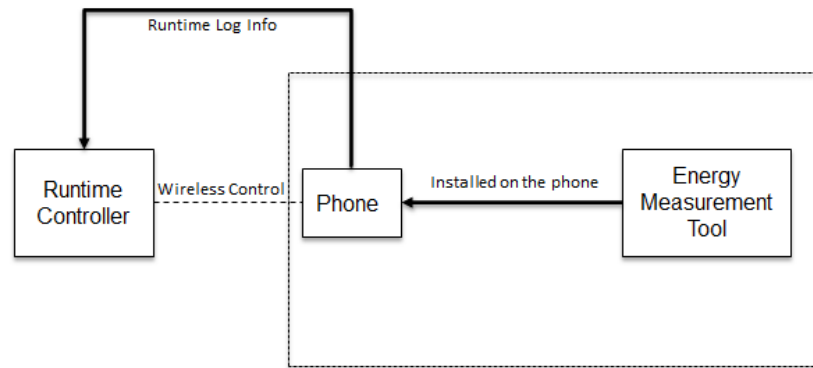 Runtime Log Info
Runtime
Controller
Wireless Control
Phone
Installed on the phone
Energy
Measurement
Tool